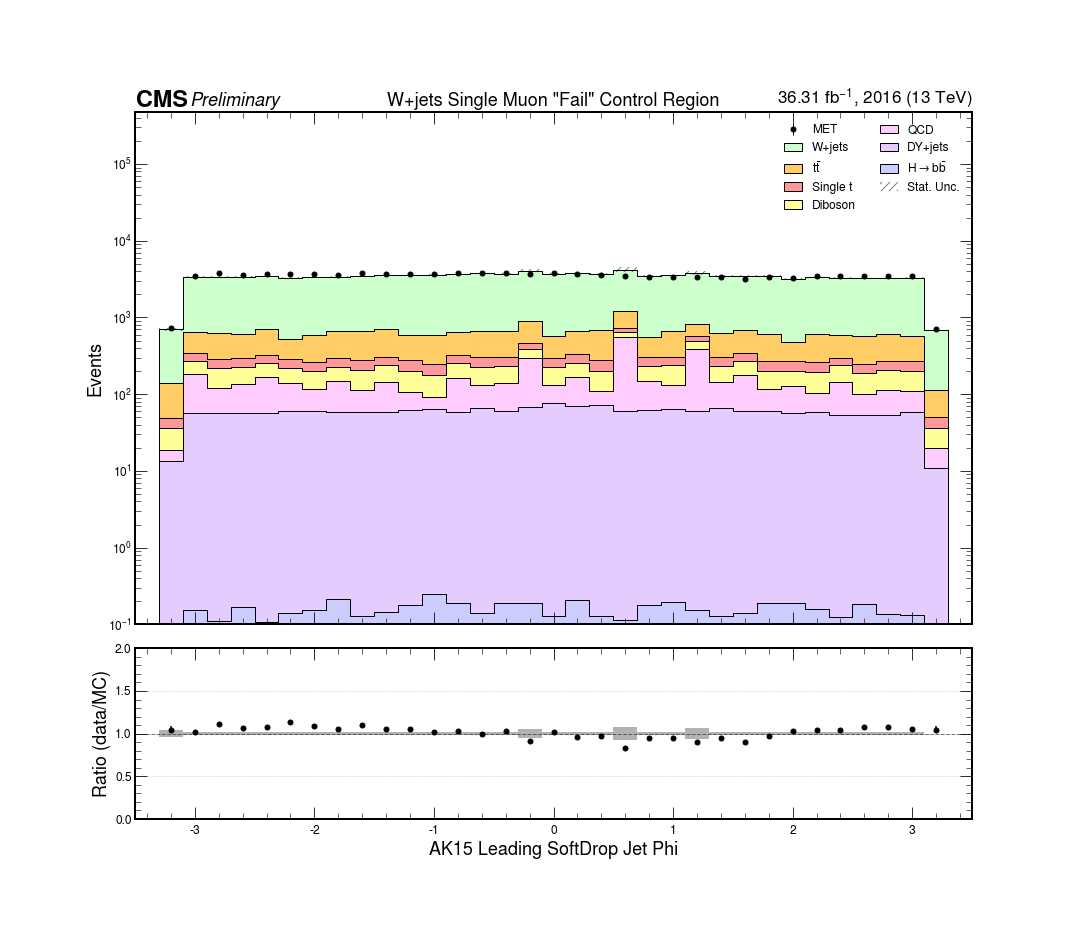 CMS Preliminary W+jets Single Muon "Fail" Control Region 36.31 fb⁻¹, 2016 (13 TeV)
MET QCD
W+jets DY+jets
tt̄ H→bb̄
Single t Stat. Unc.
Diboson
10⁵
10⁴
10³
10²
10¹
10⁰
10⁻¹
Events
2.0
1.5
1.0
0.5
0.0
Ratio (data/MC)
-3 -2 -1 0 1 2 3
AK15 Leading SoftDrop Jet Phi